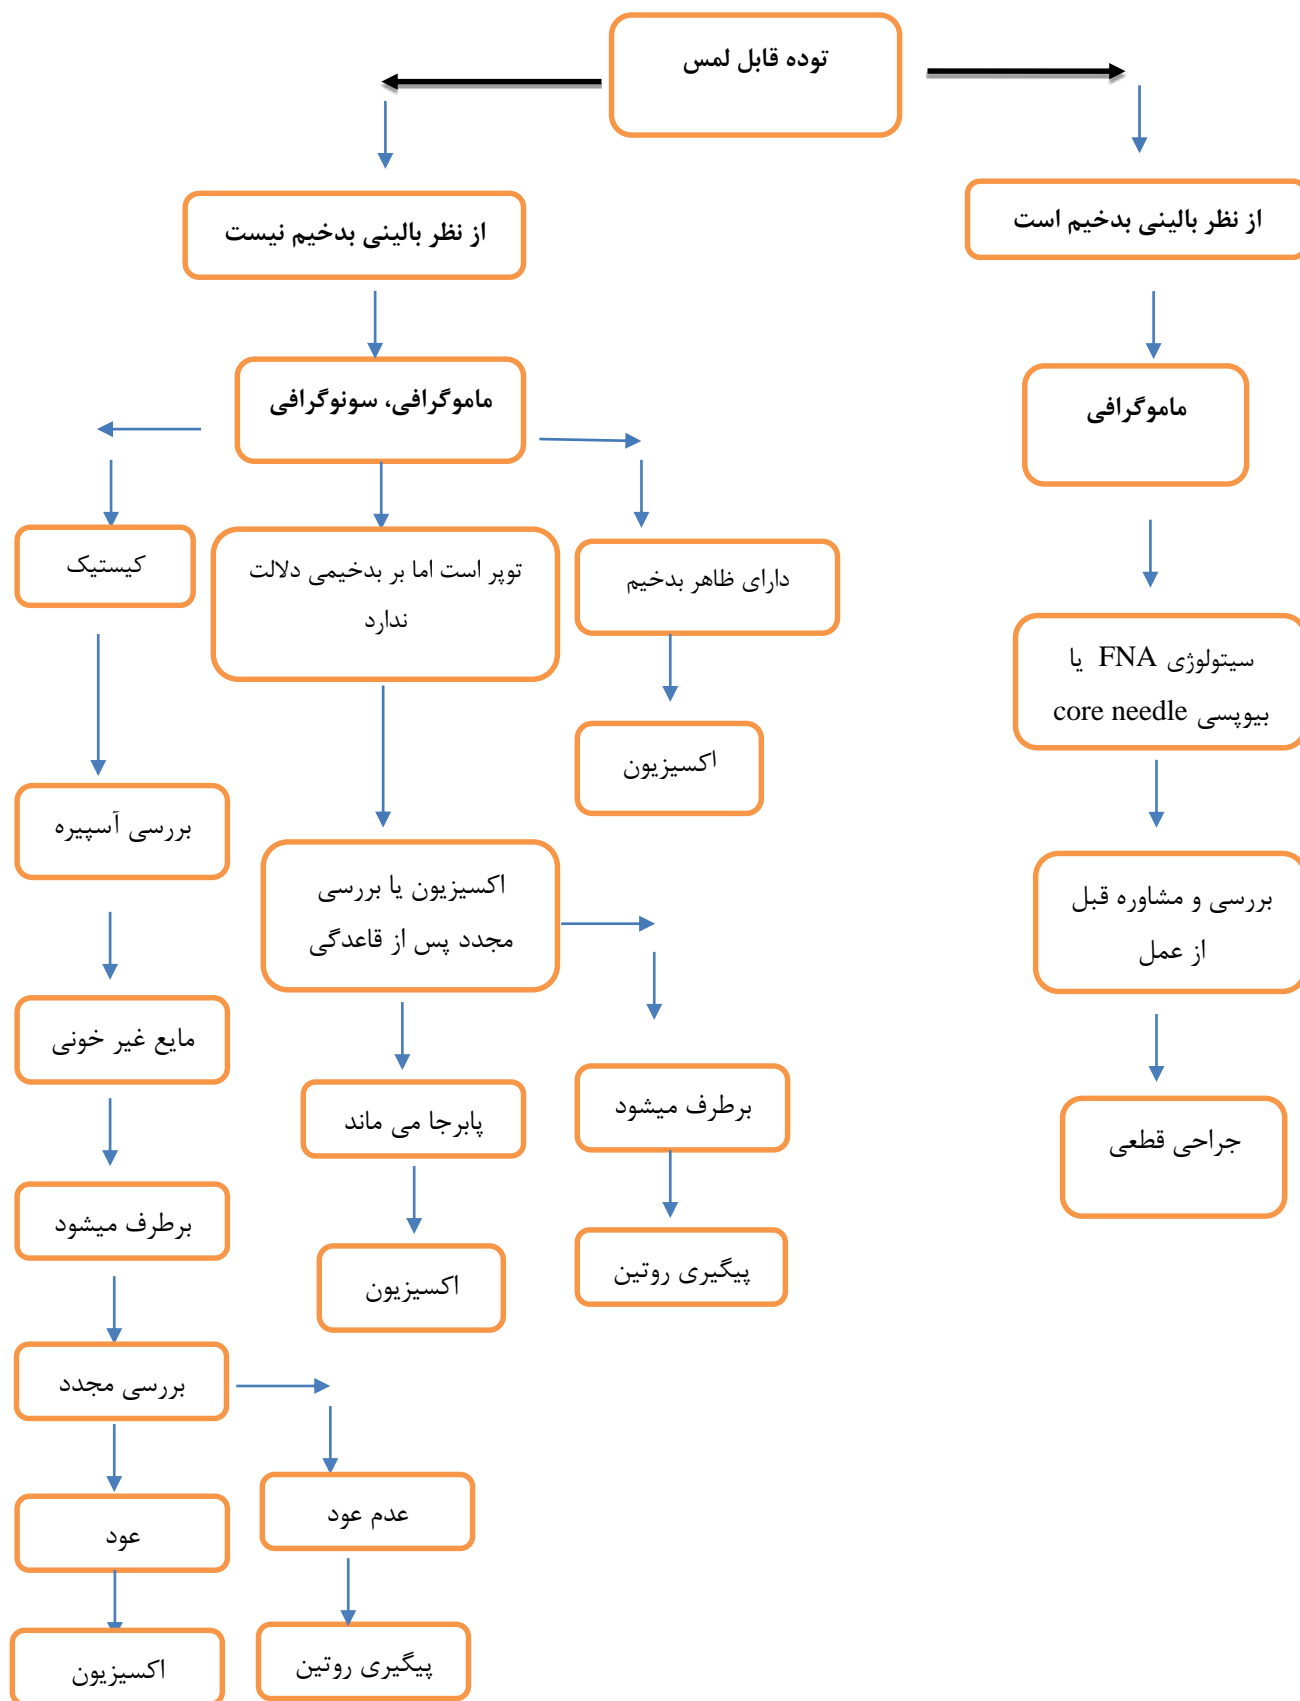 توده قابل لمس
از نظر بالینی بدخیم است
از نظر بالینی بدخیم نیست
ماموگرافی
ماموگرافی، سونوگرافی
دارای ظاهر بدخیم
توپر است اما بر بدخیمی دلالت
ندارد
کیستیک
سیتولوژی FNA یا
بیوپسی core needle
اکسیزیون
بررسی آسپیره
بررسی و مشاوره قبل
از عمل
اکسیزیون یا بررسی
مجدد پس از قاعدگی
مایع غیر خونی
جراحی قطعی
برطرف میشود
پابرجا می ماند
برطرف میشود
پیگیری روتین
اکسیزیون
بررسی مجدد
عدم عود
عود
پیگیری روتین
اکسیزیون